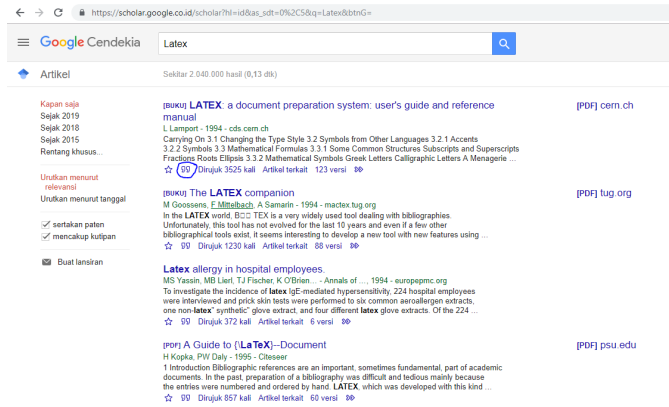 https://scholar.google.co.id/scholar?hl=id&as_sdt=0%2C5&q=Latex&btnG=
Google Cendekia
Latex
Artikel
Sekitar 2.040.000 hasil (0,13 dtk)
Kapan saja
Sejak 2019
Sejak 2018
Sejak 2015
Rentang khusus...
Urutkan menurut
relevansi
Urutkan menurut tanggal
sertakan paten
mencakup kutipan
Buat lansiran
[BUKU] LATEX: a document preparation system: user's guide and reference
manual
L Lamport - 1994 - cds.cern.ch
Carrying On 3.1 Changing the Type Style 3.2 Symbols from Other Languages 3.2.1 Accents
3.2.2 Symbols 3.3 Mathematical Formulas 3.3.1 Some Common Structures Subscripts and Superscripts
Fractions Roots Ellipsis 3.3.2 Mathematical Symbols Greek Letters Calligraphic Letters A Menagerie ...
Dirujuk 3525 kali Artikel terkait 123 versi
[PDF] cern.ch
[BUKU] The LATEX companion
M Goossens, F Mittelbach, A Samarin - 1994 - mactex.tug.org
In the LATEX world, B□□ TEX is a very widely used tool dealing with bibliographies.
Unfortunately, this tool has not evolved for the last 10 years and even if a few other
bibliographical tools exist, it seems interesting to develop a new tool with new features using ...
Dirujuk 1230 kali Artikel terkait 88 versi
[PDF] tug.org
Latex allergy in hospital employees.
MS Yassin, MB Lierl, TJ Fischer, K O'Brien... - Annals of ..., 1994 - europepmc.org
To investigate the incidence of latex IgE-mediated hypersensitivity, 224 hospital employees
were interviewed and prick skin tests were performed to six common aeroallergen extracts,
one non-latex" synthetic" glove extract, and four different latex glove extracts. Of the 224 ...
Dirujuk 372 kali Artikel terkait 6 versi
[PDF] A Guide to {\LaTeX}--Document
H Kopka, PW Daly - 1995 - Citeseer
1 Introduction Bibliographic references are an important, sometimes fundamental, part of academic
documents. In the past, preparation of a bibliography was difficult and tedious mainly because
the entries were numbered and ordered by hand. LATEX, which was developed with this kind ...
Dirujuk 857 kali Artikel terkait 60 versi
[PDF] psu.edu